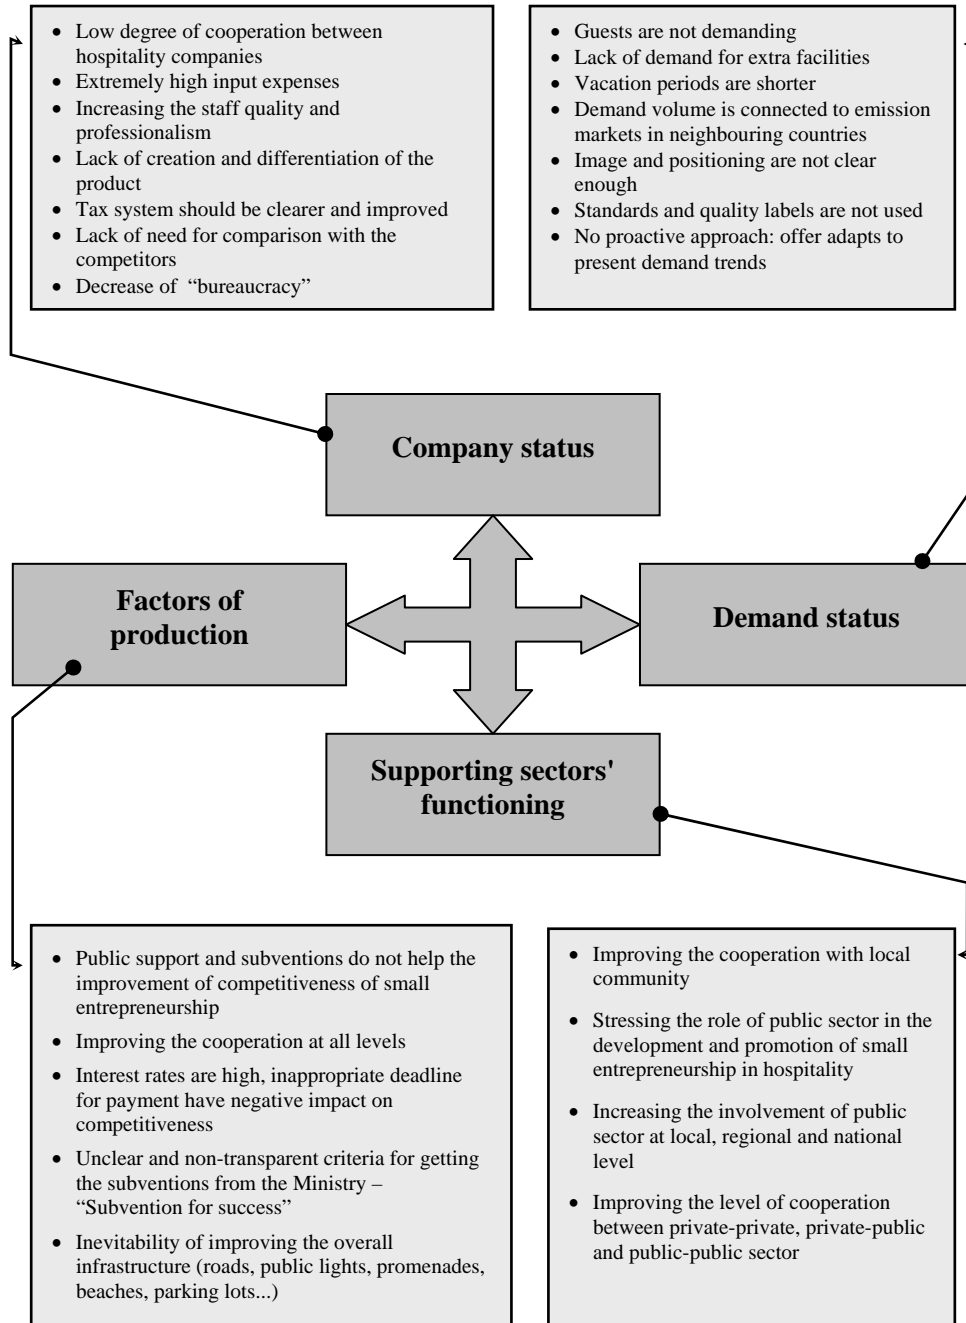 • Low degree of cooperation between
hospitality companies
• Extremely high input expenses
• Increasing the staff quality and
professionalism
• Lack of creation and differentiation of the
product
• Tax system should be clearer and improved
• Lack of need for comparison with the
competitors
• Decrease of “bureaucracy”
• Guests are not demanding
• Lack of demand for extra facilities
• Vacation periods are shorter
• Demand volume is connected to emission
markets in neighbouring countries
• Image and positioning are not clear
enough
• Standards and quality labels are not used
• No proactive approach: offer adapts to
present demand trends
Company status
Factors of
production
Demand status
Supporting sectors'
functioning
• Public support and subventions do not help the
improvement of competitiveness of small
entrepreneurship
• Improving the cooperation at all levels
• Interest rates are high, inappropriate deadline
for payment have negative impact on
competitiveness
• Unclear and non-transparent criteria for getting
the subventions from the Ministry –
“Subvention for success”
• Inevitability of improving the overall
infrastructure (roads, public lights, promenades,
beaches, parking lots...)
• Improving the cooperation with local
community
• Stressing the role of public sector in the
development and promotion of small
entrepreneurship in hospitality
• Increasing the involvement of public
sector at local, regional and national
level
• Improving the level of cooperation
between private-private, private-public
and public-public sector